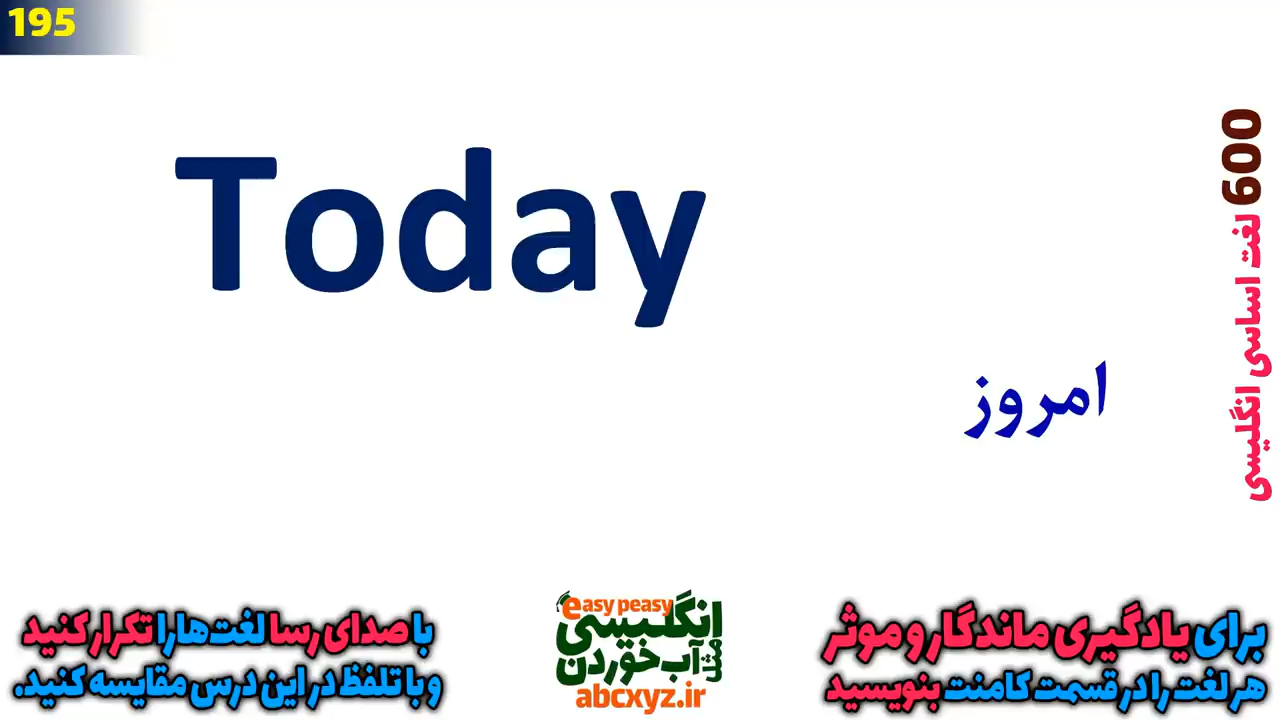 195
Today
امروز
600 لغت اساسی انگلیسی
برای یادگیری ماندگار و موثر
هر لغت را در قسمت کامنت بنویسید
easy peasy
انگلیسی
مثل آب خوردن
abcxyz.ir
با صدای رسا لغت‌ها را تکرار کنید
و با تلفظ در این درس مقایسه کنید.